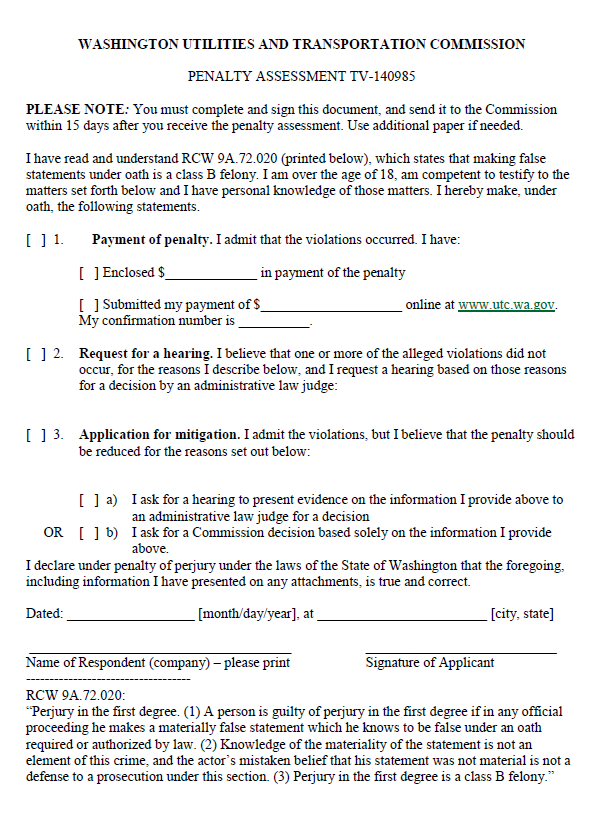 WASHINGTON UTILITIES AND TRANSPORTATION COMMISSION
PENALTY ASSESSMENT TV-140985
PLEASE NOTE: You must complete and sign this document, and send it to the Commission
within 15 days after you receive the penalty assessment. Use additional paper if needed.
I have read and understand RCW 9A.72.020 (printed below), which states that making false
statements under oath is a class B felony. I am over the age of 18, am competent to testify to the
matters set forth below and I have personal knowledge of those matters. I hereby make, under
oath, the following statements.
[ ] 1. Payment of penalty. I admit that the violations occurred. I have:
[ ] Enclosed $______________ in payment of the penalty
[ ] Submitted my payment of $_____________________ online at www.utc.wa.gov.
My confirmation number is ___________.
[ ] 2. Request for a hearing. I believe that one or more of the alleged violations did not
occur, for the reasons I describe below, and I request a hearing based on those reasons
for a decision by an administrative law judge:
[ ] 3. Application for mitigation. I admit the violations, but I believe that the penalty should
be reduced for the reasons set out below:
[ ] a) I ask for a hearing to present evidence on the information I provide above to
an administrative law judge for a decision
OR [ ] b) I ask for a Commission decision based solely on the information I provide
above.
I declare under penalty of perjury under the laws of the State of Washington that the foregoing,
including information I have presented on any attachments, is true and correct.
Dated: ___________________ [month/day/year], at _________________________ [city, state]
_______________________________________ ____________________________
Name of Respondent (company) – please print Signature of Applicant
-----------------------------------
RCW 9A.72.020:
“Perjury in the first degree. (1) A person is guilty of perjury in the first degree if in any official
proceeding he makes a materially false statement which he knows to be false under an oath
required or authorized by law. (2) Knowledge of the materiality of the statement is not an
element of this crime, and the actor’s mistaken belief that his statement was not material is not a
defense to a prosecution under this section. (3) Perjury in the first degree is a class B felony.”